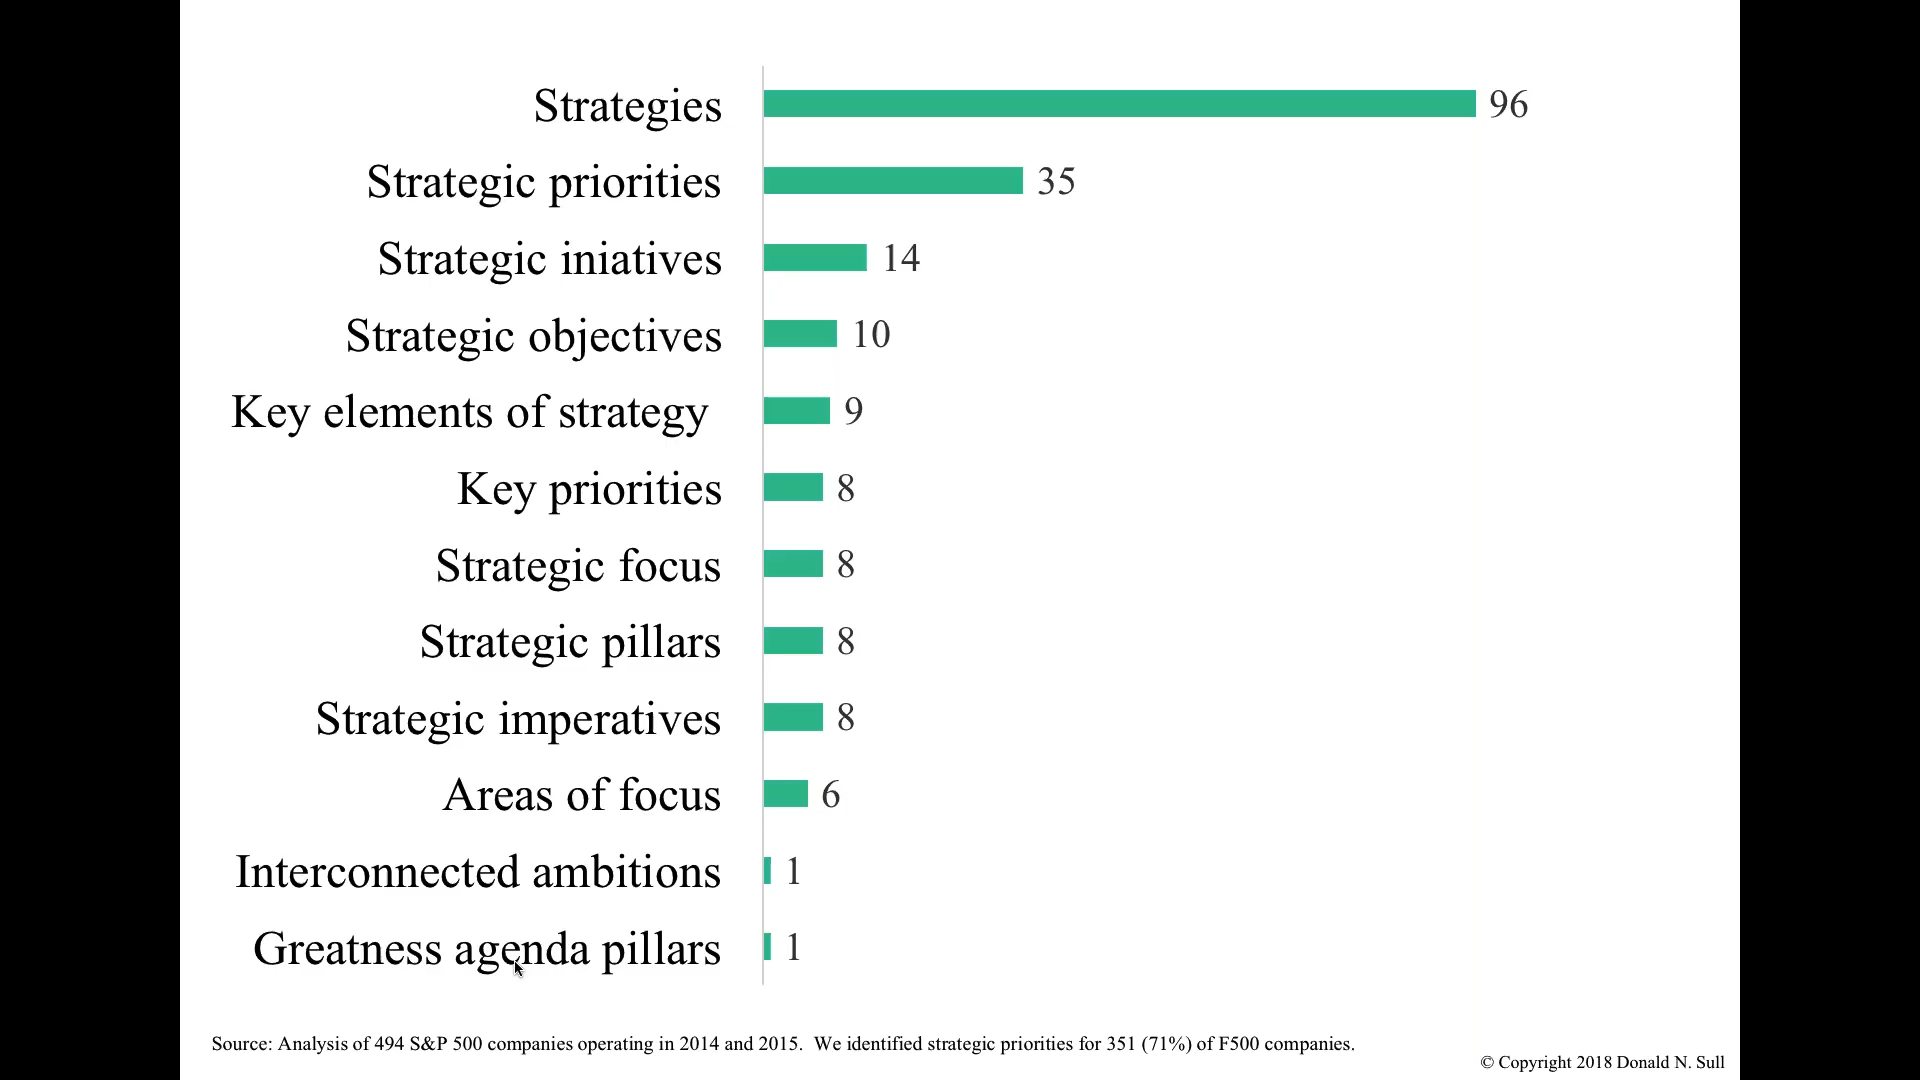 Strategies 96
Strategic priorities 35
Strategic iniatives 14
Strategic objectives 10
Key elements of strategy 9
Key priorities 8
Strategic focus 8
Strategic pillars 8
Strategic imperatives 8
Areas of focus 6
Interconnected ambitions 1
Greatness agenda pillars 1
Source: Analysis of 494 S&P 500 companies operating in 2014 and 2015.  We identified strategic priorities for 351 (71%) of F500 companies.
© Copyright 2018 Donald N. Sull